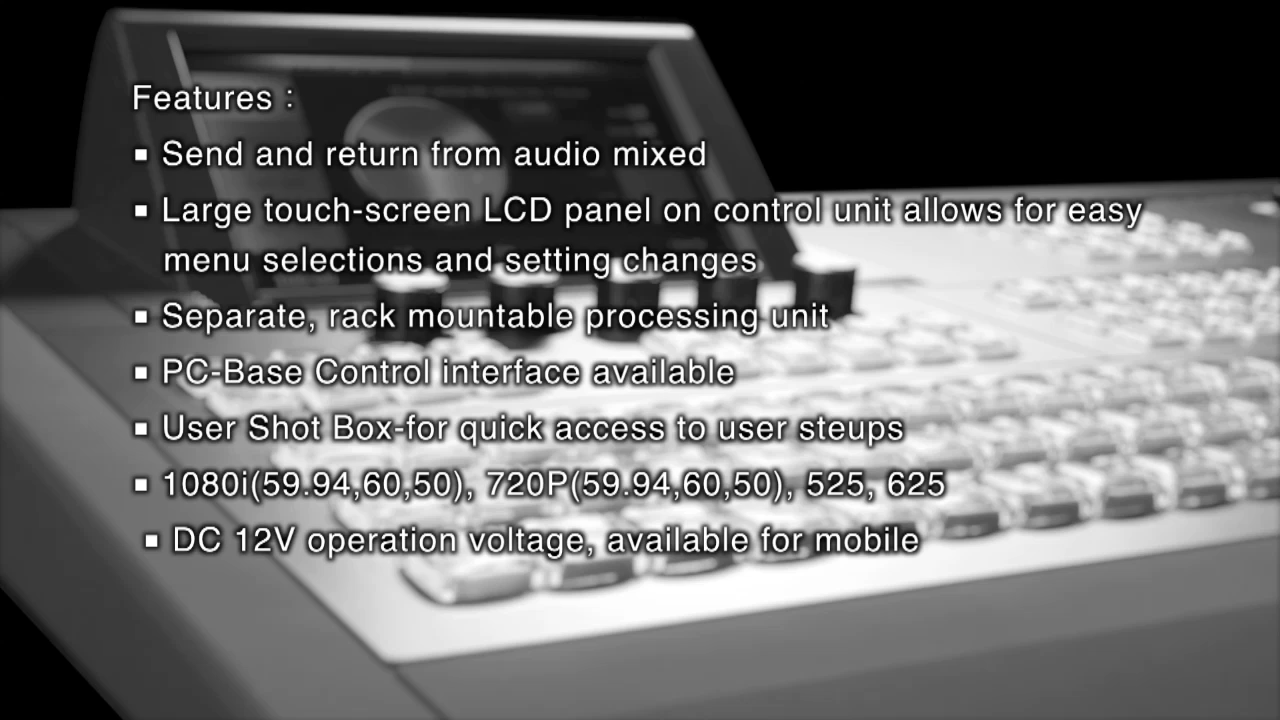 Features :
▪ Send and return from audio mixed
▪ Large touch-screen LCD panel on control unit allows for easy
menu selections and setting changes
▪ Separate, rack mountable processing unit
▪ PC-Base Control interface available
▪ User Shot Box-for quick access to user steups
▪ 1080i(59.94,60,50), 720P(59.94,60,50), 525, 625
▪ DC 12V operation voltage, available for mobile